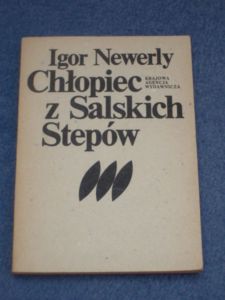 Igor Newerly
Chłopiec
KRAJOWA
AGENCJA
WYDAWNICZA
z Salskich
Stepów